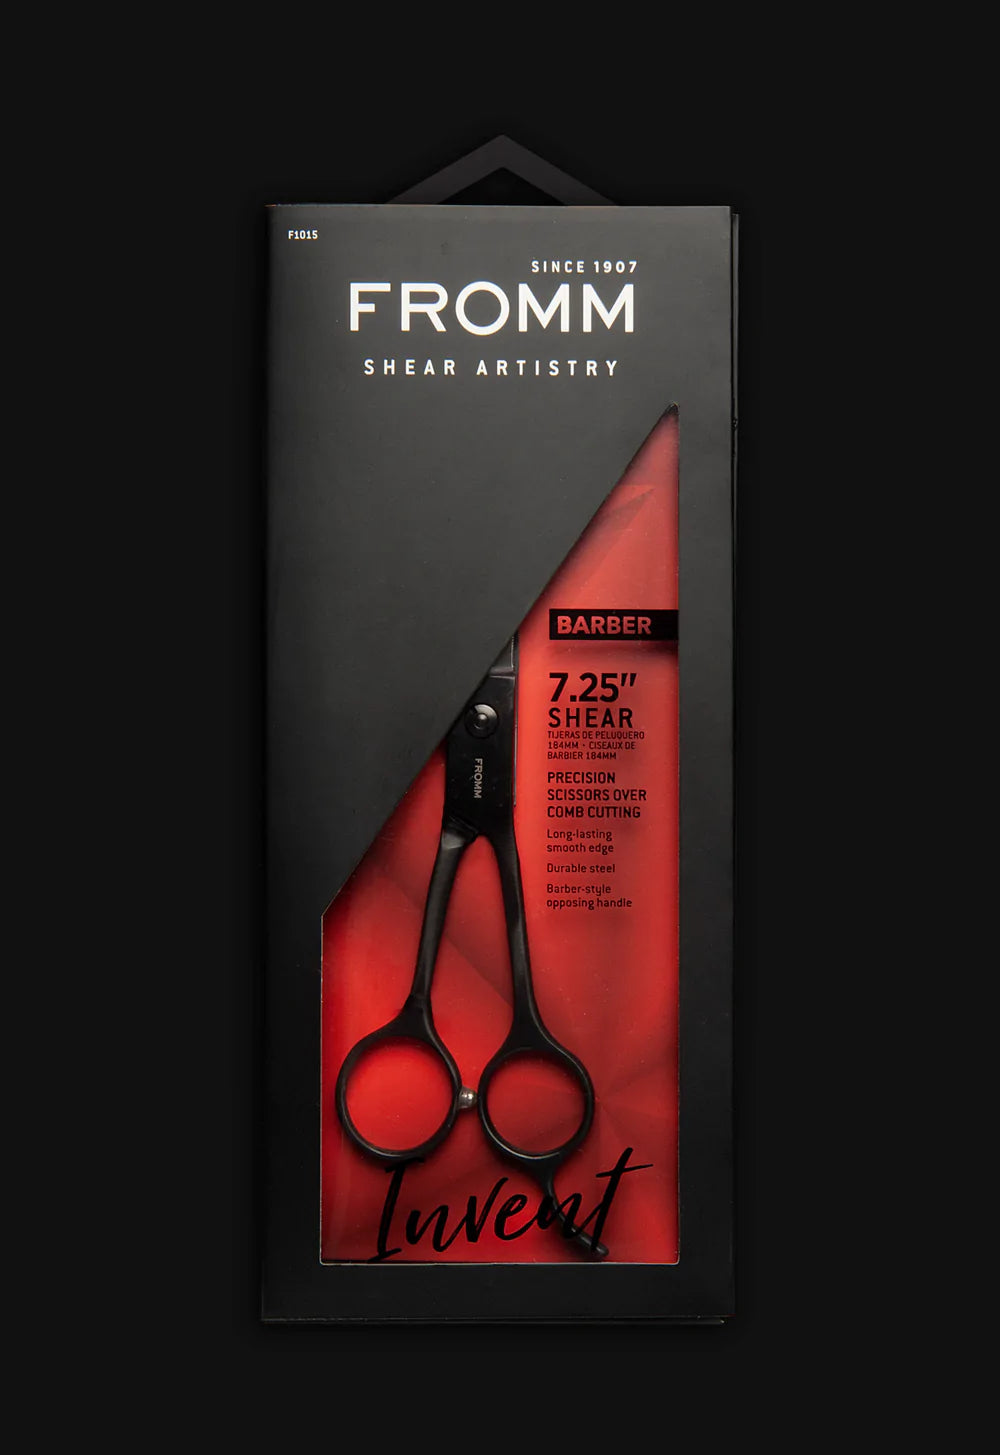 F1015
SINCE 1907
FROMM
SHEAR ARTISTRY
BARBER
7.25"
SHEAR
TIJERAS DE PELUQUERO
184MM - CISEAUX DE
BARBIER 184MM
PRECISION
SCISSORS OVER
COMB CUTTING
Long-lasting
smooth edge
Durable steel
Barber-style
opposing handle
FROMM
Invent